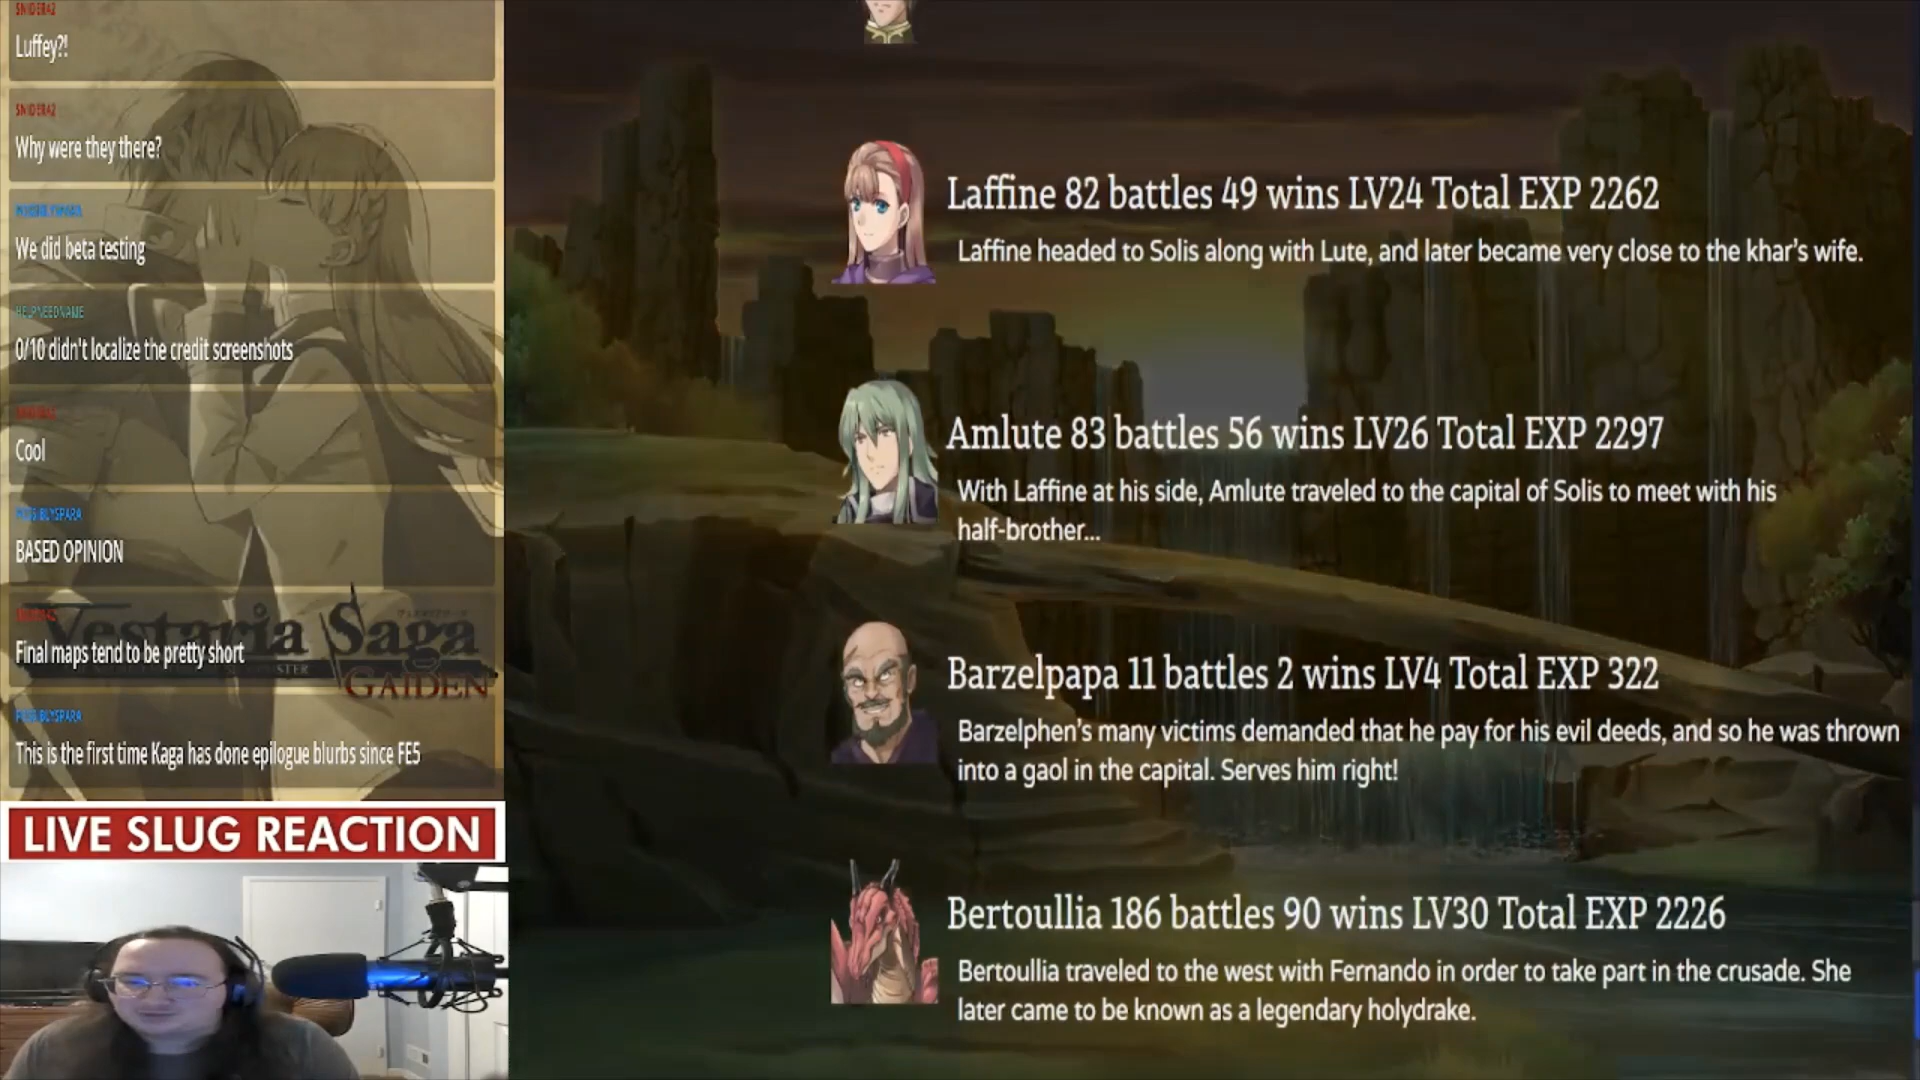 SNIDER42
Luffey?!
SNIDER42
Why were they there?
We did beta testing
HELPNEEDNAME
0/10 didn't localize the credit screenshots
SNIDER42
Cool
POSSIBLYSPARA
BASED OPINION
SNIDER42
Final maps tend to be pretty short
POSSIBLYSPARA
This is the first time Kaga has done epilogue blurbs since FE5
Vestaria Saga
GAIDEN
LIVE SLUG REACTION
Laffine 82 battles 49 wins LV24 Total EXP 2262
Laffine headed to Solis along with Lute, and later became very close to the khar's wife.
Amlute 83 battles 56 wins LV26 Total EXP 2297
With Laffine at his side, Amlute traveled to the capital of Solis to meet with his
half-brother...
Barzelpapa 11 battles 2 wins LV4 Total EXP 322
Barzelphen's many victims demanded that he pay for his evil deeds, and so he was thrown
into a gaol in the capital. Serves him right!
Bertoullia 186 battles 90 wins LV30 Total EXP 2226
Bertoullia traveled to the west with Fernando in order to take part in the crusade. She
later came to be known as a legendary holydrake.